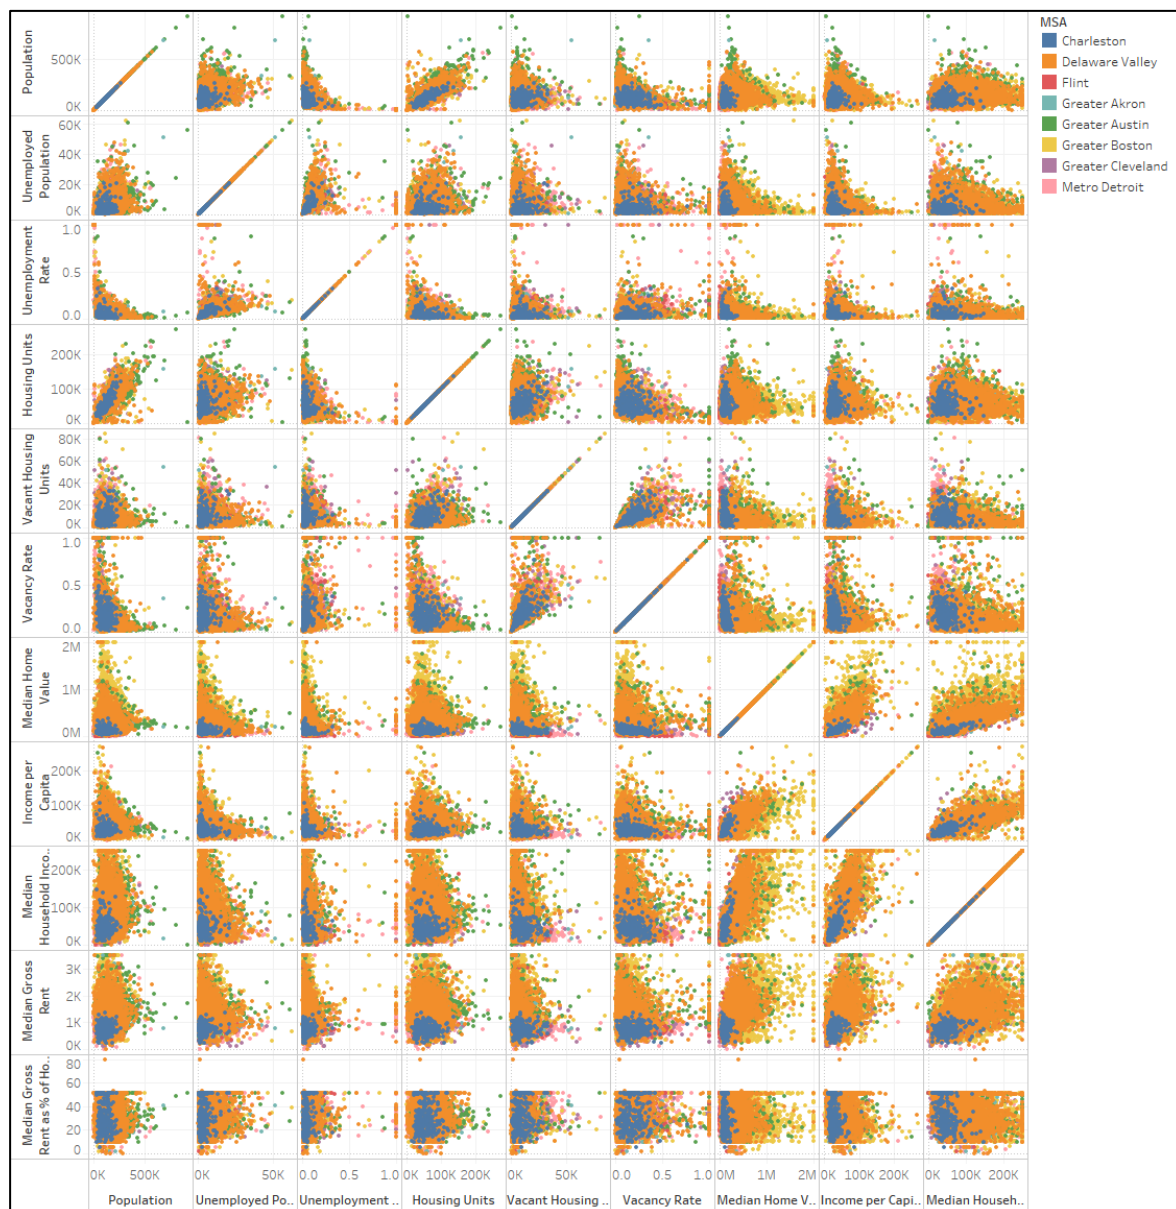 MSA
Charleston
Delaware Valley
Flint
Greater Akron
Greater Austin
Greater Boston
Greater Cleveland
Metro Detroit
Population
500K
0K
Unemployed
Population
60K
40K
20K
0K
Unemployment
Rate
1.0
0.5
0.0
Housing Units
200K
100K
0K
Vacant Housing
Units
80K
60K
40K
20K
0K
Vacancy Rate
1.0
0.5
0.0
Median Home
Value
2M
1M
0M
Income per
Capita
200K
100K
0K
Median
Household Inco..
200K
100K
0K
Median Gross
Rent
3K
2K
1K
0K
Median Gross
Rent as % of Ho..
80
60
40
20
0
0K 500K 0K 50K 0.0 0.5 1.0 0K 100K 200K 0K 50K 0.0 0.5 1.0 0M 1M 2M 0K 100K 200K 0K 100K 200K
Population Unemployed Po.. Unemployment .. Housing Units Vacant Housing .. Vacancy Rate Median Home V.. Income per Capi.. Median Househ..